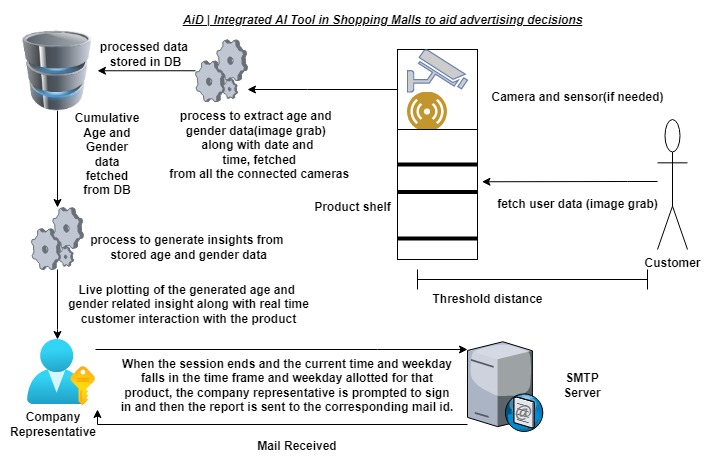 AiD | Integrated AI Tool in Shopping Malls to aid advertising decisions
processed data
stored in DB
process to extract age and
gender data(image grab)
along with date and
time, fetched
from all the connected cameras
Camera and sensor(if needed)
Cumulative
Age and
Gender
data
fetched
from DB
Product shelf
fetch user data (image grab)
process to generate insights from
stored age and gender data
Customer
Threshold distance
Live plotting of the generated age and
gender related insight along with real time
customer interaction with the product
When the session ends and the current time and weekday
falls in the time frame and weekday allotted for that
product, the company representative is prompted to sign
in and then the report is sent to the corresponding mail id.
SMTP
Server
Company
Representative
Mail Received